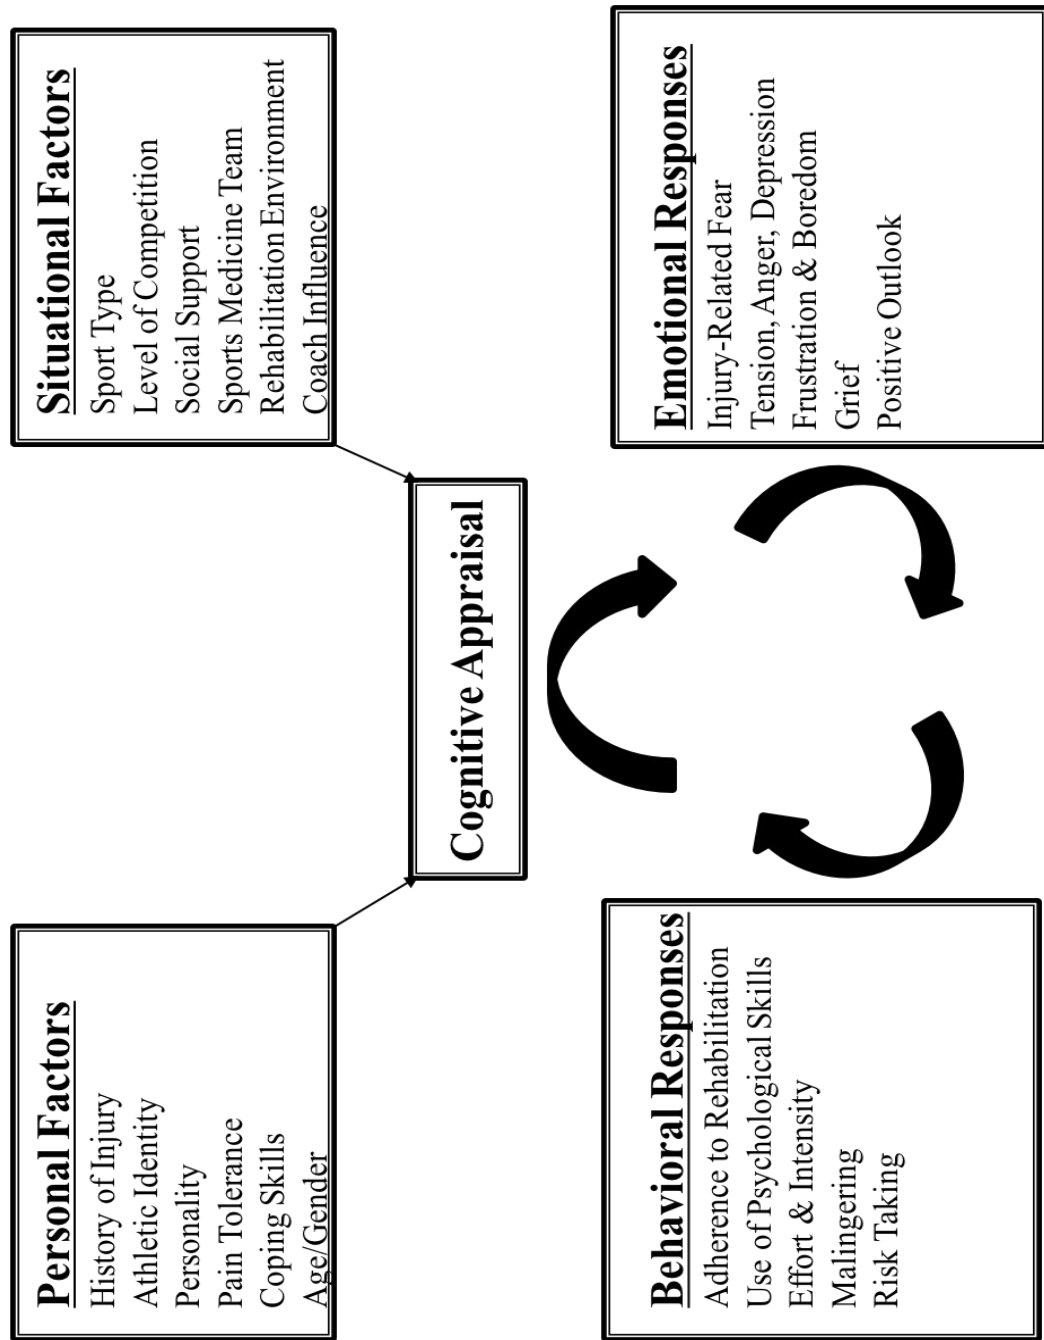 Personal Factors
History of Injury
Athletic Identity
Personality
Pain Tolerance
Coping Skills
Age/Gender
Situational Factors
Sport Type
Level of Competition
Social Support
Sports Medicine Team
Rehabilitation Environment
Coach Influence
Cognitive Appraisal
Behavioral Responses
Adherence to Rehabilitation
Use of Psychological Skills
Effort & Intensity
Malingering
Risk Taking
Emotional Responses
Injury-Related Fear
Tension, Anger, Depression
Frustration & Boredom
Grief
Positive Outlook